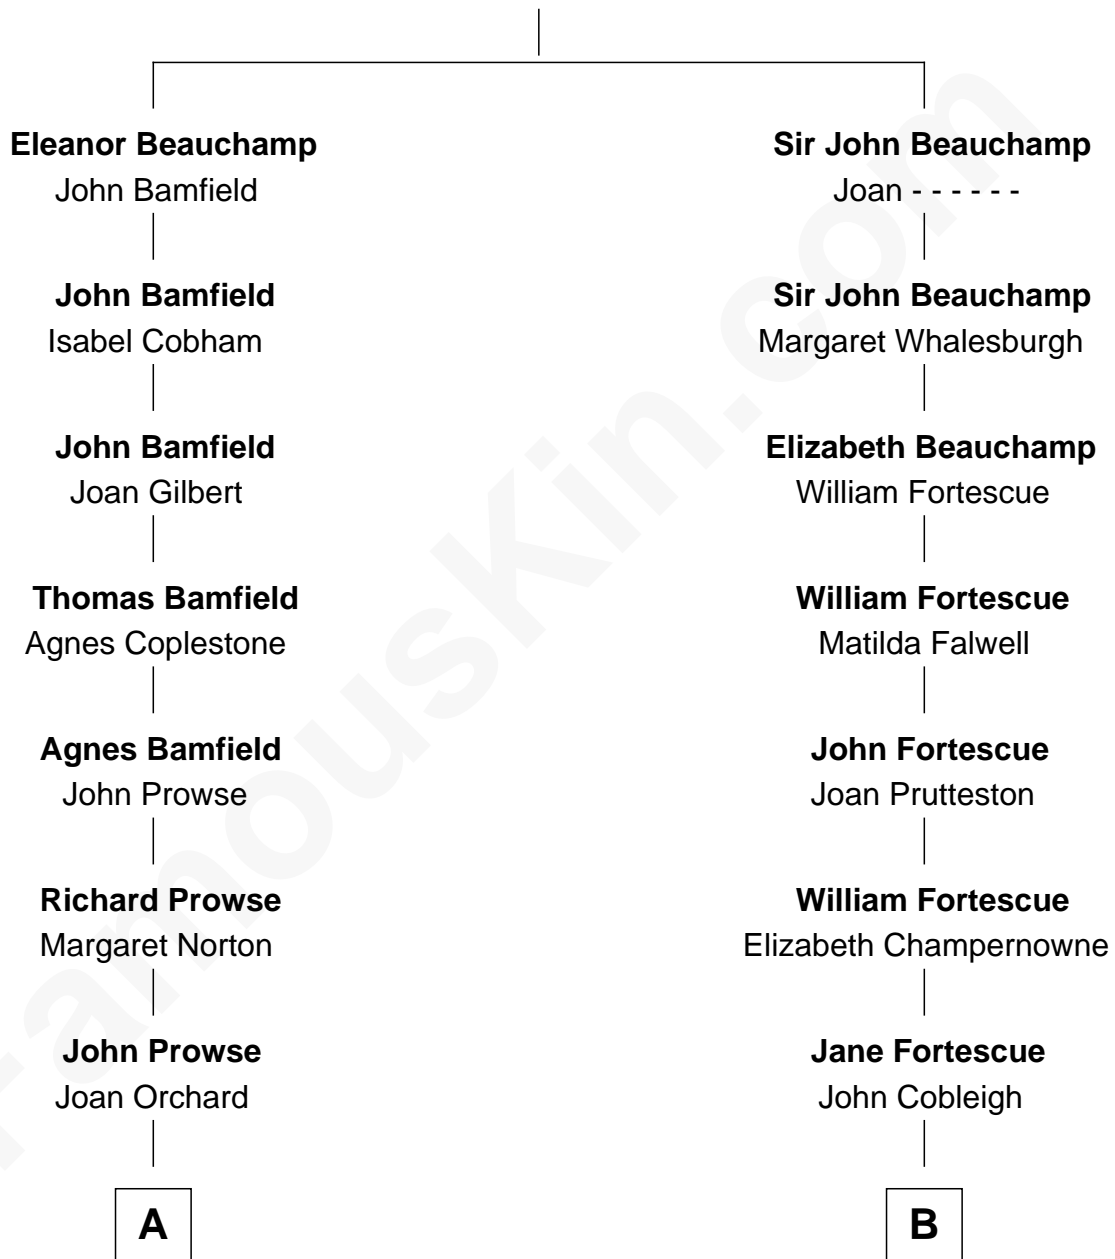 Eleanor Beauchamp
John Bamfield
John Bamfield
Isabel Cobham
John Bamfield
Joan Gilbert
Thomas Bamfield
Agnes Coplestone
Agnes Bamfield
John Prowse
Richard Prowse
Margaret Norton
John Prowse
Joan Orchard
A
Sir John Beauchamp
Joan - - - - - -
Sir John Beauchamp
Margaret Whalesburgh
Elizabeth Beauchamp
William Fortescue
William Fortescue
Matilda Falwell
John Fortescue
Joan Prutteston
William Fortescue
Elizabeth Champernowne
Jane Fortescue
John Cobleigh
B
FamousKin.com